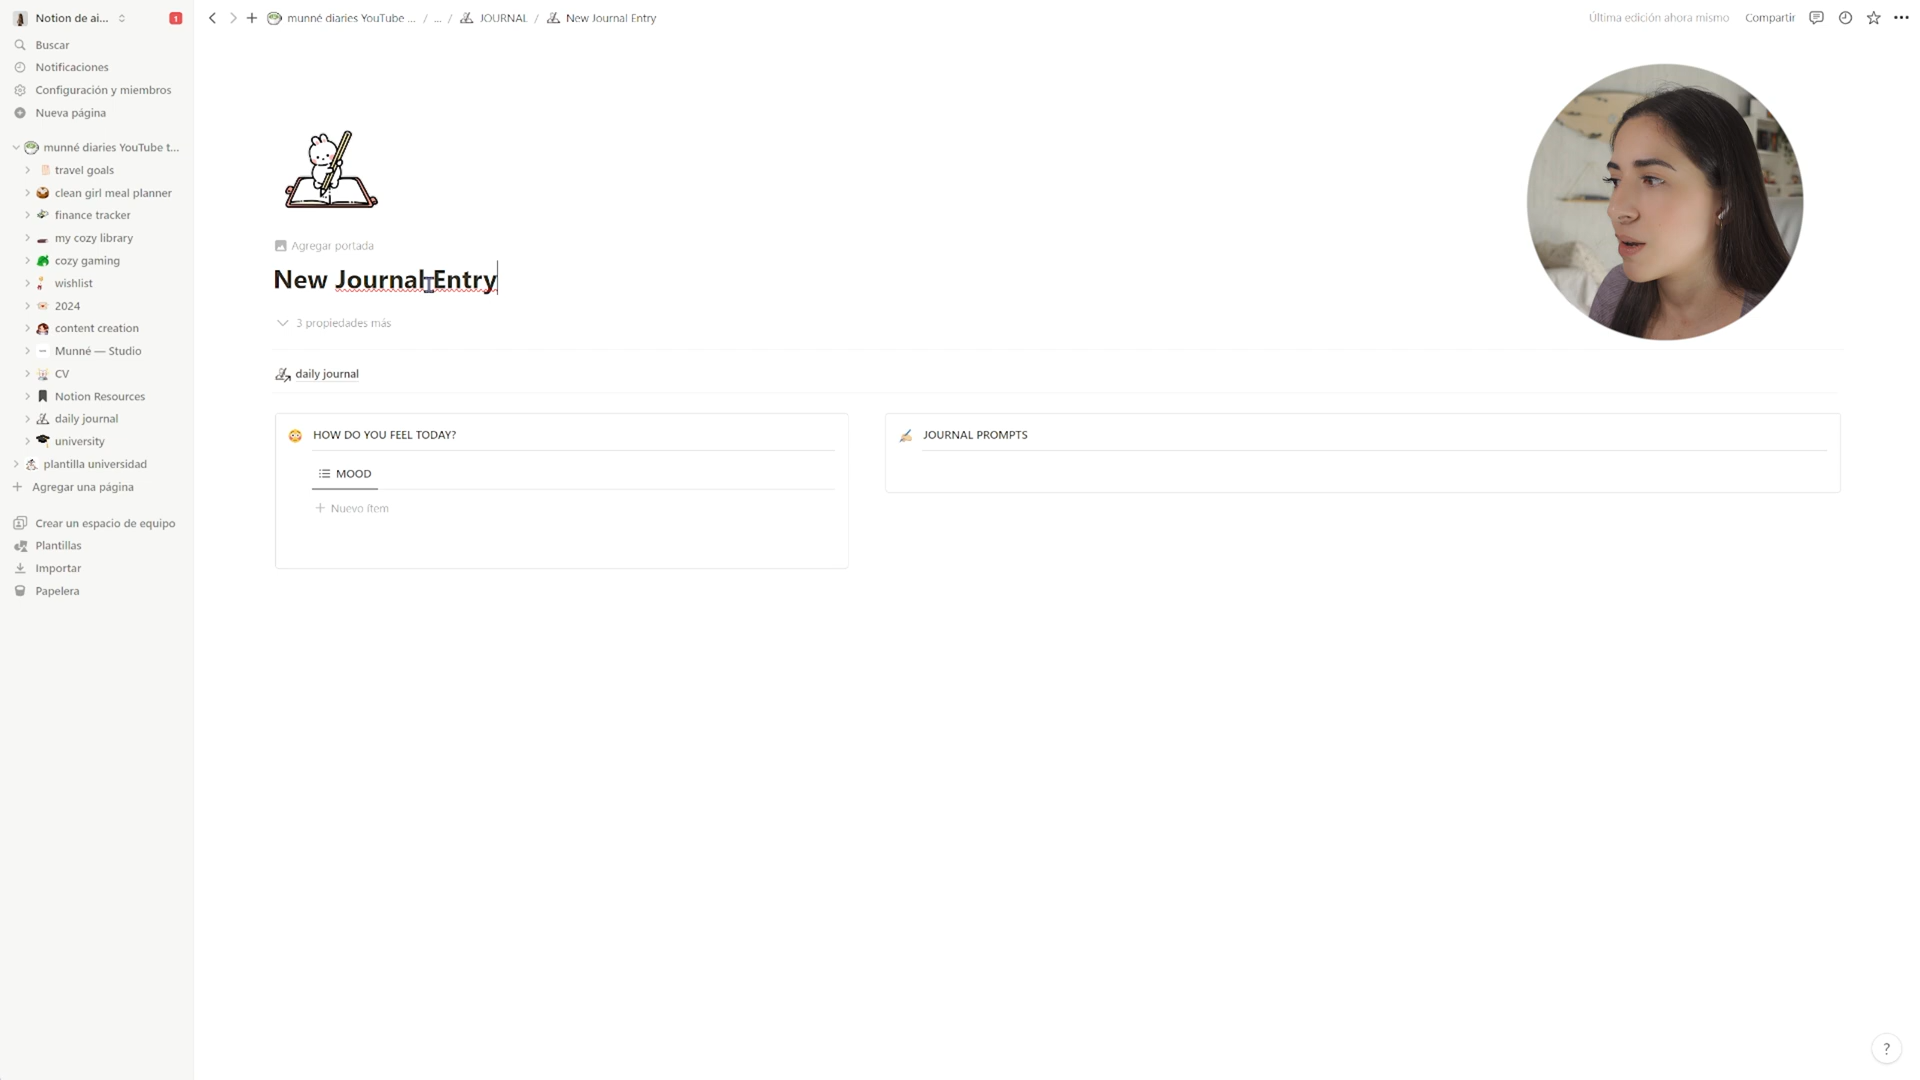 Notion de ai...
1
munné diaries YouTube ... / ... / JOURNAL / New Journal Entry
Última edición ahora mismo
Compartir
Buscar
Notificaciones
Configuración y miembros
Nueva página
munné diaries YouTube t...
travel goals
clean girl meal planner
finance tracker
my cozy library
cozy gaming
wishlist
2024
content creation
Munné — Studio
CV
Notion Resources
daily journal
university
plantilla universidad
Agregar una página
Crear un espacio de equipo
Plantillas
Importar
Papelera
Agregar portada
New Journal Entry
3 propiedades más
daily journal
HOW DO YOU FEEL TODAY?
MOOD
Nuevo ítem
JOURNAL PROMPTS
?